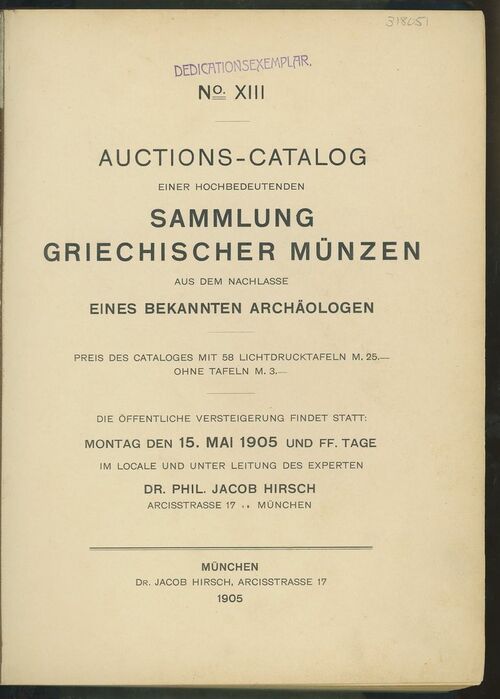 318051
DEDICATIONSEXEMPLAR.
No. XIII
AUCTIONS-CATALOG
EINER HOCHBEDEUTENDEN
SAMMLUNG
GRIECHISCHER MÜNZEN
AUS DEM NACHLASSE
EINES BEKANNTEN ARCHÄOLOGEN
PREIS DES CATALOGES MIT 58 LICHTDRUCKTAFELN M. 25.—
OHNE TAFELN M. 3.—
DIE ÖFFENTLICHE VERSTEIGERUNG FINDET STATT:
MONTAG DEN 15. MAI 1905 UND FF. TAGE
IM LOCALE UND UNTER LEITUNG DES EXPERTEN
DR. PHIL. JACOB HIRSCH
ARCISSTRASSE 17 .. MÜNCHEN
MÜNCHEN
DR. JACOB HIRSCH, ARCISSTRASSE 17
1905